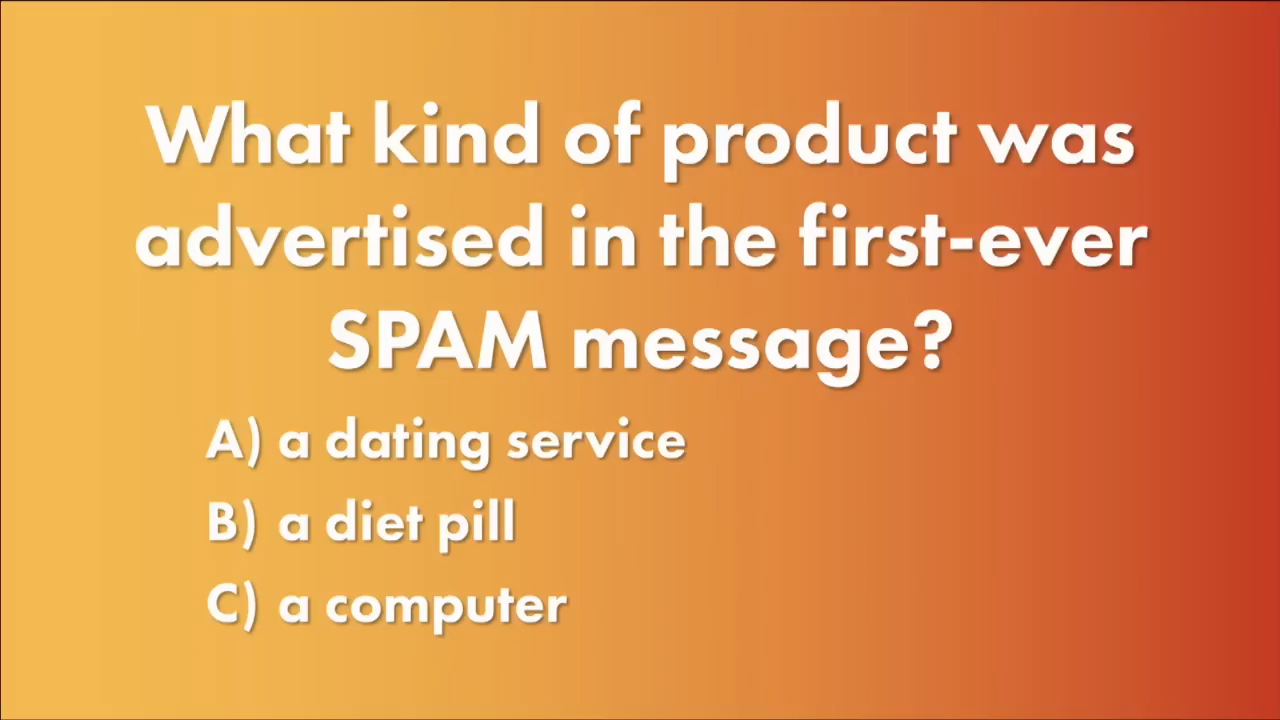 What kind of product was
advertised in the first-ever
SPAM message?
A) a dating service
B) a diet pill
C) a computer